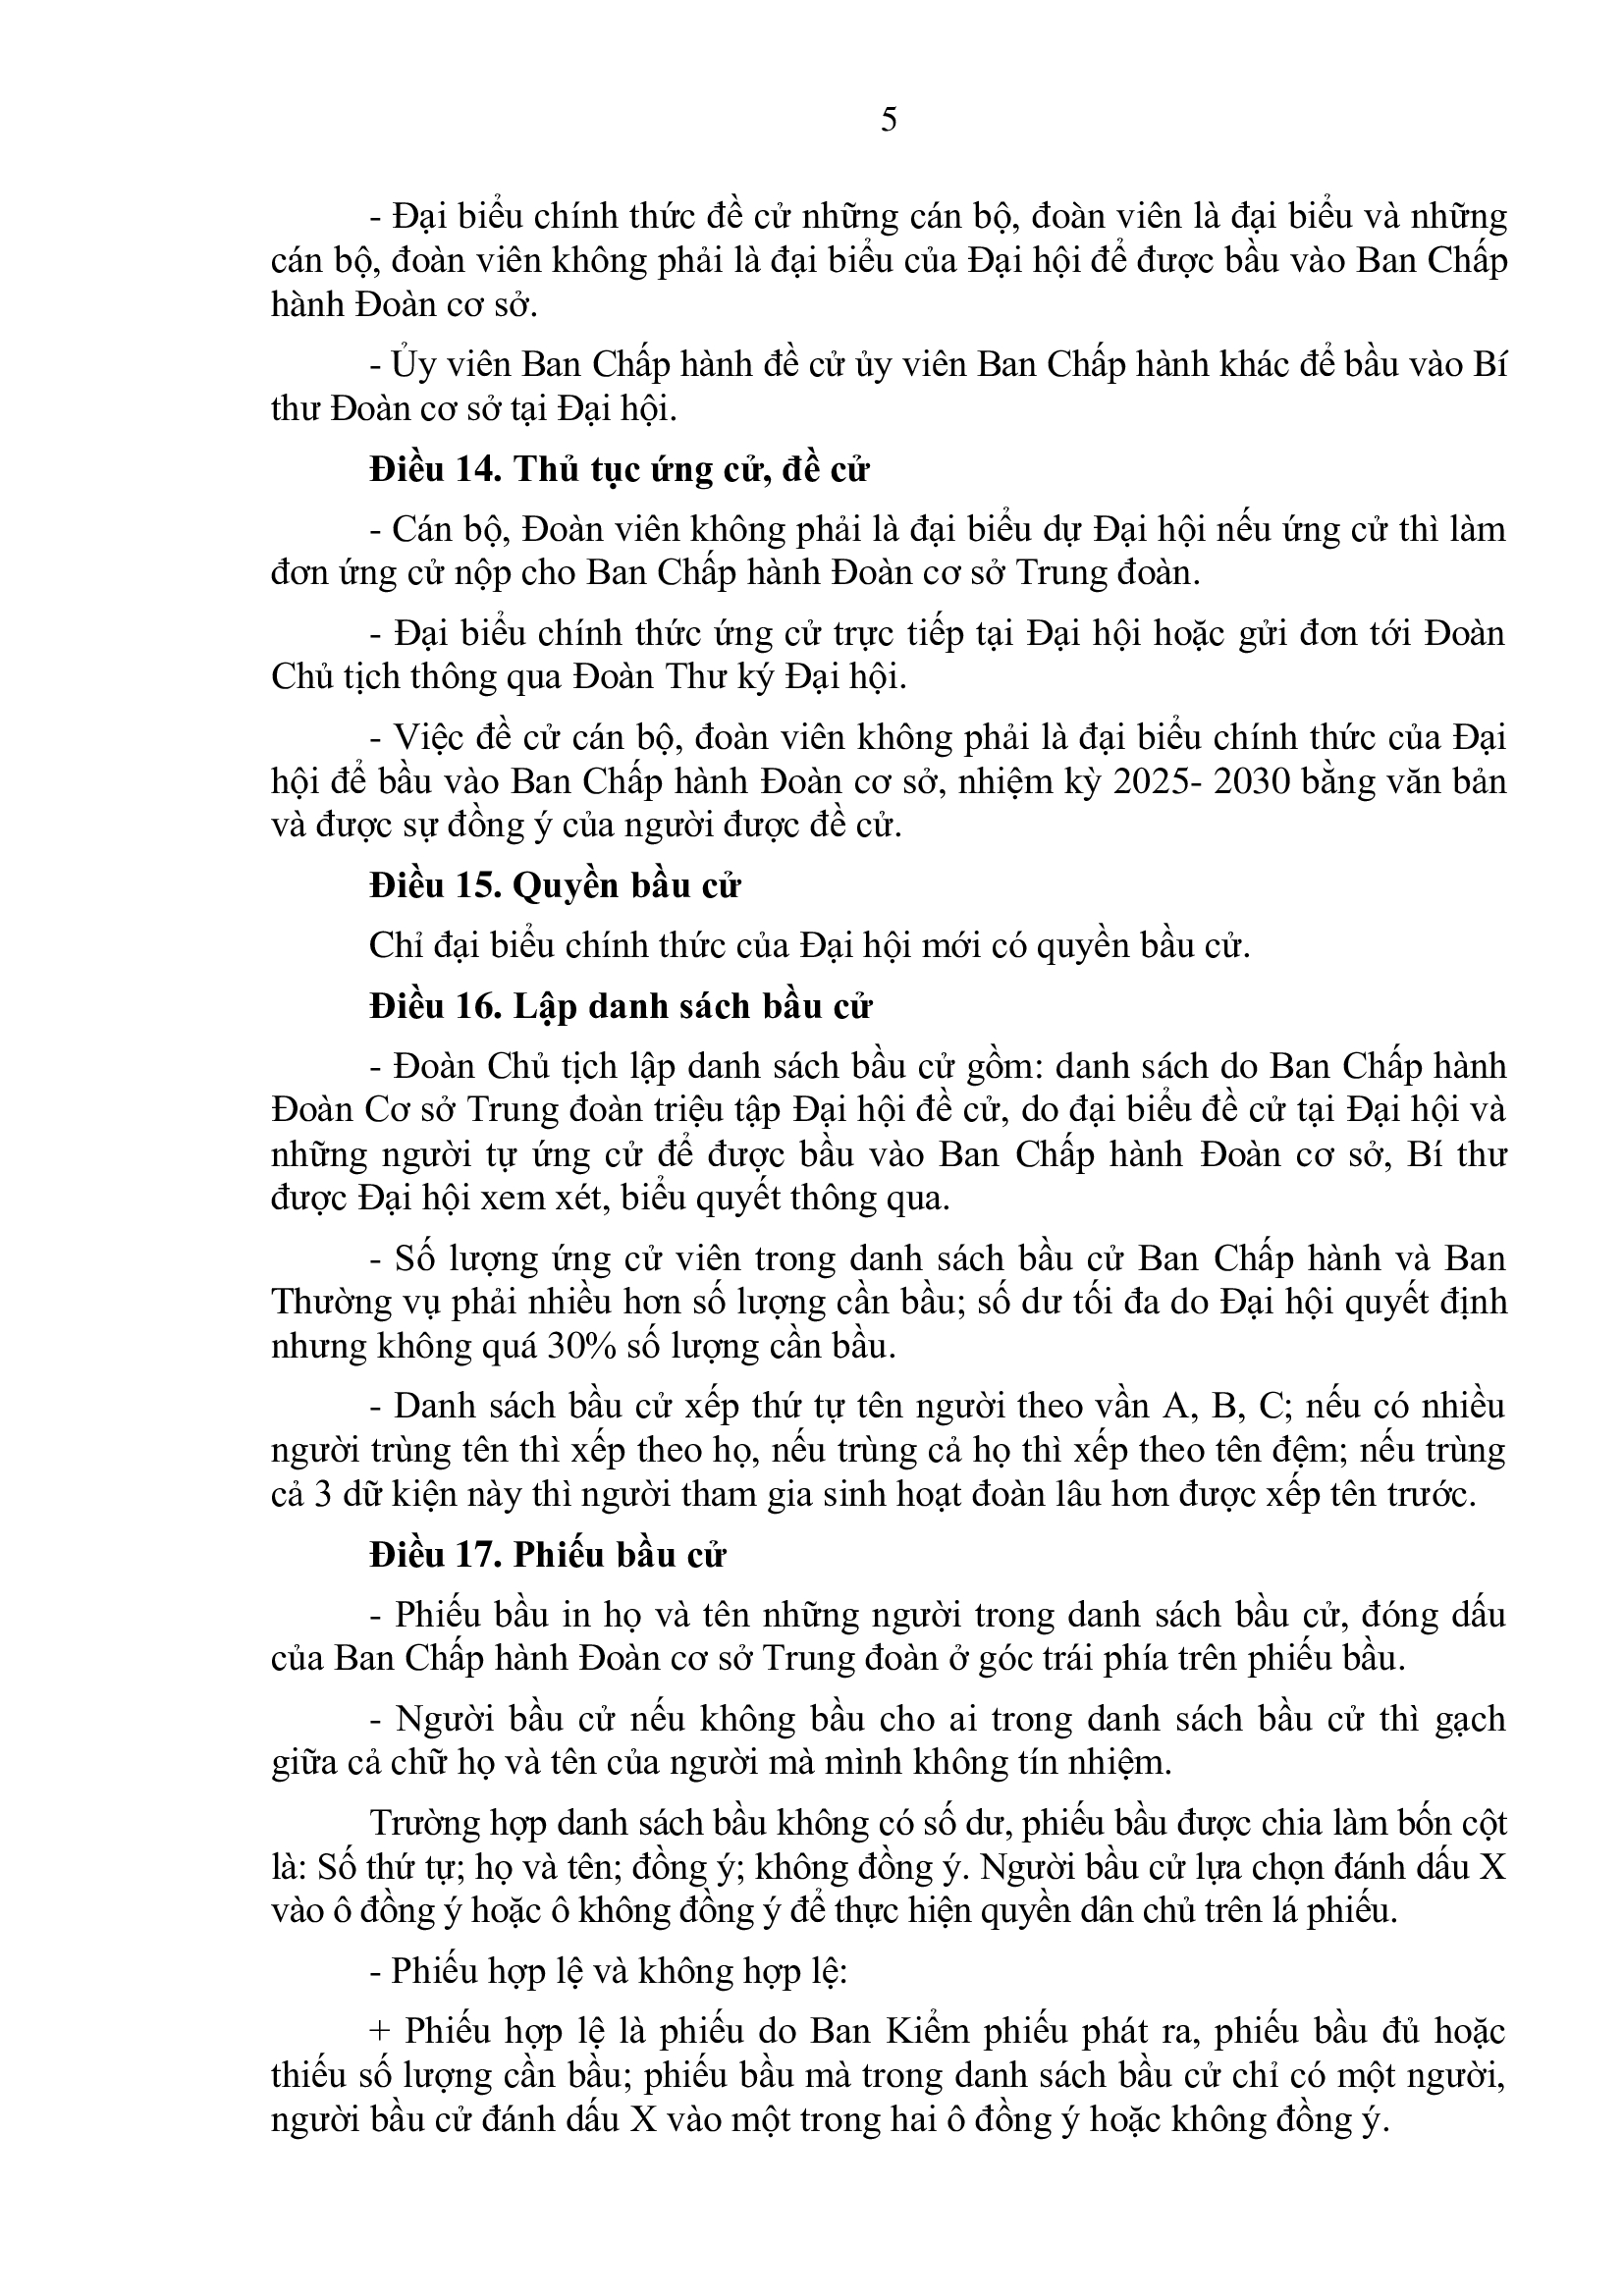 5
- Đại biểu chính thức đề cử những cán bộ, đoàn viên là đại biểu và những
cán bộ, đoàn viên không phải là đại biểu của Đại hội để được bầu vào Ban Chấp
hành Đoàn cơ sở.
- Ủy viên Ban Chấp hành đề cử ủy viên Ban Chấp hành khác để bầu vào Bí
thư Đoàn cơ sở tại Đại hội.
Điều 14. Thủ tục ứng cử, đề cử
- Cán bộ, Đoàn viên không phải là đại biểu dự Đại hội nếu ứng cử thì làm
đơn ứng cử nộp cho Ban Chấp hành Đoàn cơ sở Trung đoàn.
- Đại biểu chính thức ứng cử trực tiếp tại Đại hội hoặc gửi đơn tới Đoàn
Chủ tịch thông qua Đoàn Thư ký Đại hội.
- Việc đề cử cán bộ, đoàn viên không phải là đại biểu chính thức của Đại
hội để bầu vào Ban Chấp hành Đoàn cơ sở, nhiệm kỳ 2025- 2030 bằng văn bản
và được sự đồng ý của người được đề cử.
Điều 15. Quyền bầu cử
Chỉ đại biểu chính thức của Đại hội mới có quyền bầu cử.
Điều 16. Lập danh sách bầu cử
- Đoàn Chủ tịch lập danh sách bầu cử gồm: danh sách do Ban Chấp hành
Đoàn Cơ sở Trung đoàn triệu tập Đại hội đề cử, do đại biểu đề cử tại Đại hội và
những người tự ứng cử để được bầu vào Ban Chấp hành Đoàn cơ sở, Bí thư
được Đại hội xem xét, biểu quyết thông qua.
- Số lượng ứng cử viên trong danh sách bầu cử Ban Chấp hành và Ban
Thường vụ phải nhiều hơn số lượng cần bầu; số dư tối đa do Đại hội quyết định
nhưng không quá 30% số lượng cần bầu.
- Danh sách bầu cử xếp thứ tự tên người theo vần A, B, C; nếu có nhiều
người trùng tên thì xếp theo họ, nếu trùng cả họ thì xếp theo tên đệm; nếu trùng
cả 3 dữ kiện này thì người tham gia sinh hoạt đoàn lâu hơn được xếp tên trước.
Điều 17. Phiếu bầu cử
- Phiếu bầu in họ và tên những người trong danh sách bầu cử, đóng dấu
của Ban Chấp hành Đoàn cơ sở Trung đoàn ở góc trái phía trên phiếu bầu.
- Người bầu cử nếu không bầu cho ai trong danh sách bầu cử thì gạch
giữa cả chữ họ và tên của người mà mình không tín nhiệm.
Trường hợp danh sách bầu không có số dư, phiếu bầu được chia làm bốn cột
là: Số thứ tự; họ và tên; đồng ý; không đồng ý. Người bầu cử lựa chọn đánh dấu X
vào ô đồng ý hoặc ô không đồng ý để thực hiện quyền dân chủ trên lá phiếu.
- Phiếu hợp lệ và không hợp lệ:
+ Phiếu hợp lệ là phiếu do Ban Kiểm phiếu phát ra, phiếu bầu đủ hoặc
thiếu số lượng cần bầu; phiếu bầu mà trong danh sách bầu cử chỉ có một người,
người bầu cử đánh dấu X vào một trong hai ô đồng ý hoặc không đồng ý.